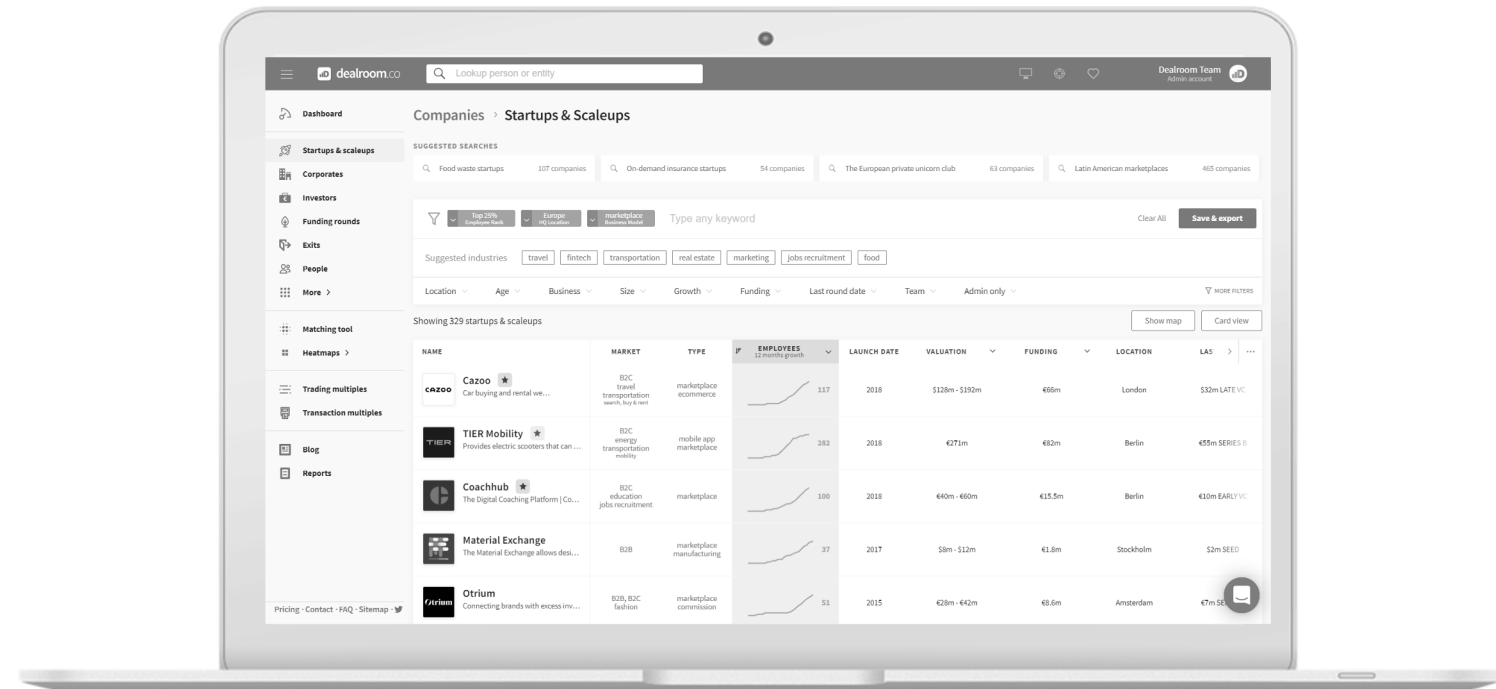 dealroom.co
Lookup person or entity
Dealroom Team
Admin account
Dashboard
Startups & scaleups
Corporates
Investors
Funding rounds
Exits
People
More
Matching tool
Heatmaps
Trading multiples
Transaction multiples
Blog
Reports
Pricing · Contact · FAQ · Sitemap ·
Companies › Startups & Scaleups
SUGGESTED SEARCHES
Food waste startups 107 companies
On-demand insurance startups 54 companies
The European private unicorn club 63 companies
Latin American marketplaces 465 companies
Top 25%
Employee Rank
Europe
HQ Location
marketplace
Business Model
Type any keyword
Clear All
Save & export
Suggested industries travel fintech transportation real estate marketing jobs recruitment food
Location Age Business Size Growth Funding Last round date Team Admin only MORE FILTERS
Showing 329 startups & scaleups
Show map
Card view
NAME MARKET TYPE EMPLOYEES LAUNCH DATE VALUATION FUNDING LOCATION LAS
12 months growth
CAZOO
Cazoo
Car buying and rental we...
B2C
travel
transportation
search, buy & rent
marketplace
ecommerce
117
2018
$128m - $192m
€66m
London
$32m LATE VC
TIER
TIER Mobility
Provides electric scooters that can ...
B2C
energy
transportation
mobility
mobile app
marketplace
282
2018
€271m
€82m
Berlin
€55m SERIES B
Coachhub
The Digital Coaching Platform | Co...
B2C
education
jobs recruitment
marketplace
100
2018
€40m - €60m
€15.5m
Berlin
€10m EARLY VC
Material Exchange
The Material Exchange allows desi...
B2B
marketplace
manufacturing
37
2017
$8m - $12m
€1.8m
Stockholm
$2m SEED
Otrium
Otrium
Connecting brands with excess inv...
B2B, B2C
fashion
marketplace
commission
51
2015
€28m - €42m
€8.6m
Amsterdam
€7m SE